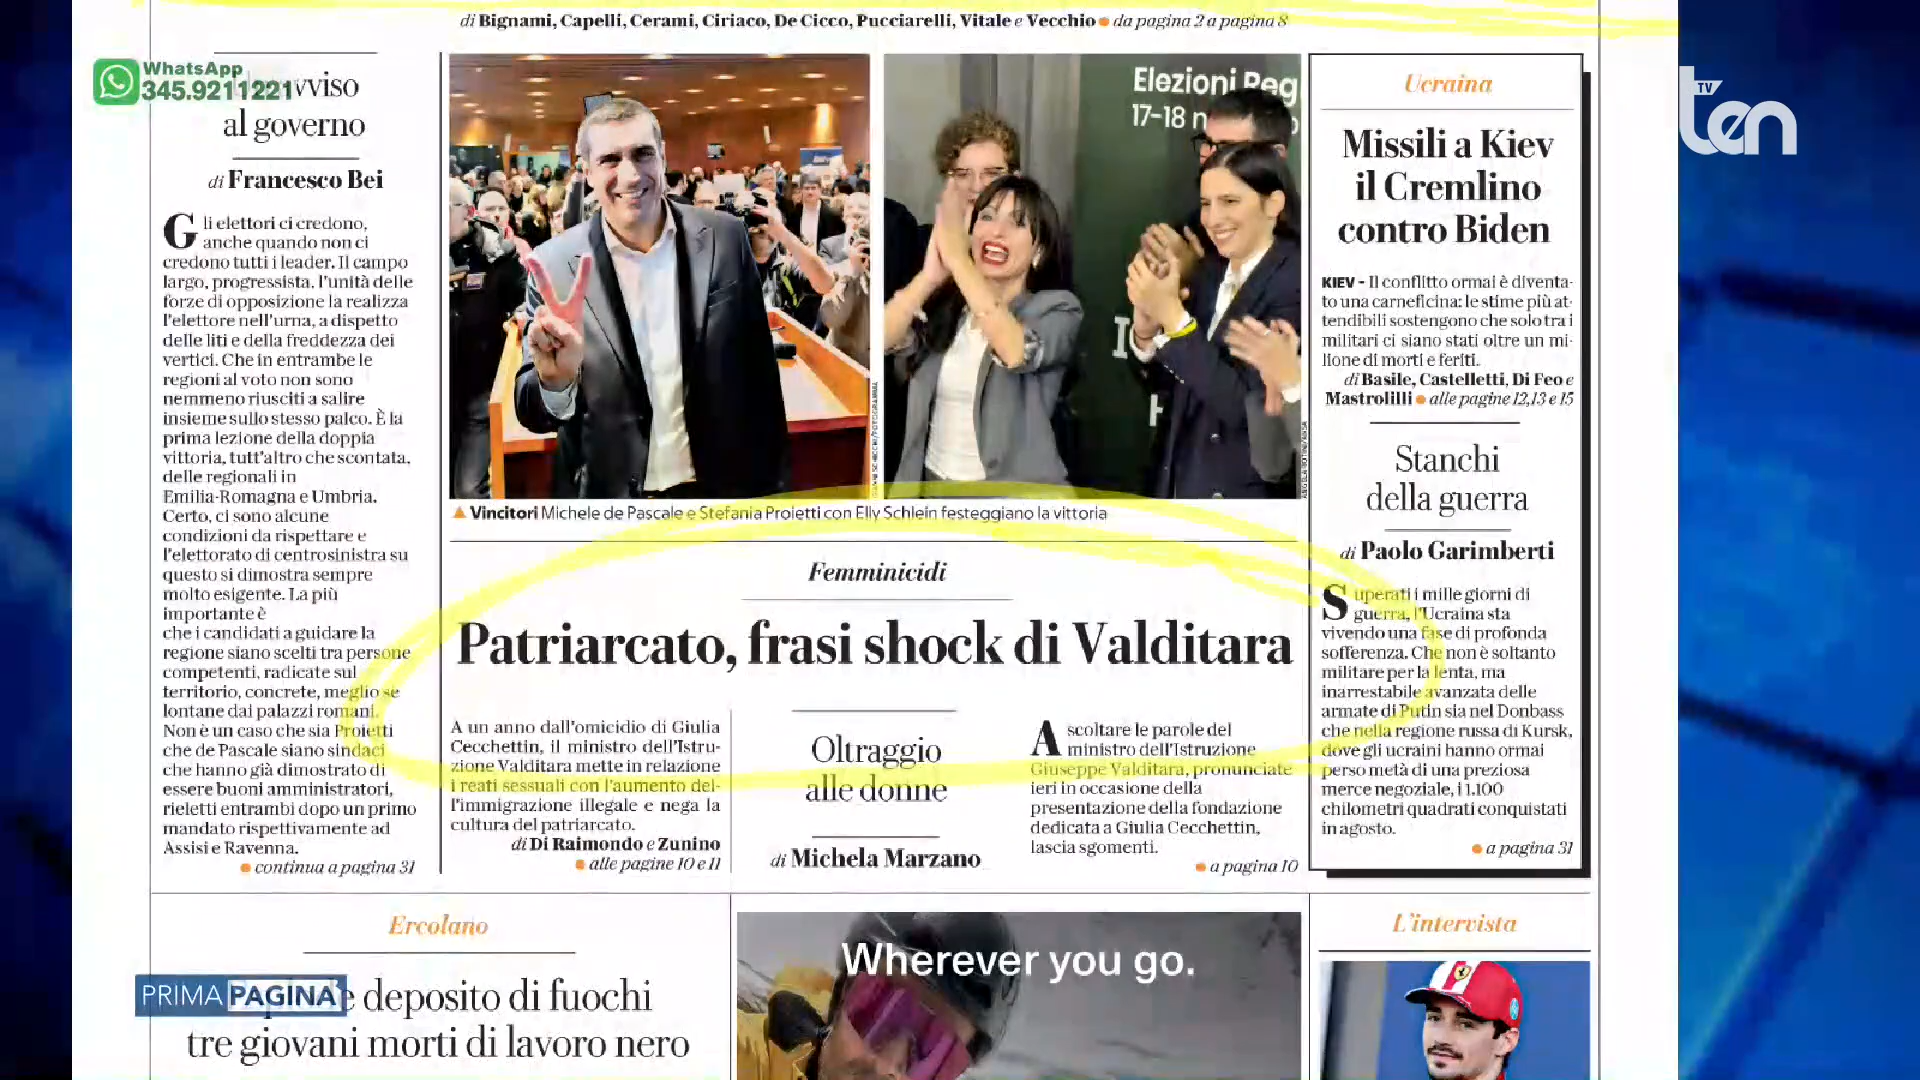 di Bignami, Capelli, Cerami, Ciriaco, De Cicco, Pucciarelli, Vitale e Vecchio ● da pagina 2 a pagina 8
WhatsApp
345.9211221
vviso
al governo
di Francesco Bei
Gli elettori ci credono,
anche quando non ci
credono tutti i leader. Il campo
largo, progressista, l'unità delle
forze di opposizione la realizza
l'elettore nell'urna, a dispetto
delle liti e della freddezza dei
vertici. Che in entrambe le
regioni al voto non sono
nemmeno riusciti a salire
insieme sullo stesso palco. È la
prima lezione della doppia
vittoria, tutt'altro che scontata,
delle regionali in
Emilia-Romagna e Umbria.
Certo, ci sono alcune
condizioni da rispettare e
l'elettorato di centrosinistra su
questo si dimostra sempre
molto esigente. La più
importante è
che i candidati a guidare la
regione siano scelti tra persone
competenti, radicate sul
territorio, concrete, meglio se
lontane dai palazzi romani.
Non è un caso che sia Proietti
che de Pascale siano sindaci
che hanno già dimostrato di
essere buoni amministratori,
rieletti entrambi dopo un primo
mandato rispettivamente ad
Assisi e Ravenna.
● continua a pagina 31
Elezioni Reg
17-18 n
▲ Vincitori Michele de Pascale e Stefania Proietti con Elly Schlein festeggiano la vittoria
Femminicidi
Patriarcato, frasi shock di Valditara
A un anno dall'omicidio di Giulia
Cecchettin, il ministro dell'Istru-
zione Valditara mette in relazione
i reati sessuali con l'aumento del-
l'immigrazione illegale e nega la
cultura del patriarcato.
di Di Raimondo e Zunino
● alle pagine 10 e 11
Oltraggio
alle donne
di Michela Marzano
Ascoltare le parole del
ministro dell'Istruzione
Giuseppe Valditara, pronunciate
ieri in occasione della
presentazione della fondazione
dedicata a Giulia Cecchettin,
lascia sgomenti.
● a pagina 10
Ucraina
Missili a Kiev
il Cremlino
contro Biden
KIEV - Il conflitto ormai è diventa-
to una carneficina: le stime più at-
tendibili sostengono che solo tra i
militari ci siano stati oltre un mi-
lione di morti e feriti.
di Basile, Castelletti, Di Feo e
Mastrolilli ● alle pagine 12,13 e 15
Stanchi
della guerra
di Paolo Garimberti
Superati i mille giorni di
guerra, l'Ucraina sta
vivendo una fase di profonda
sofferenza. Che non è soltanto
militare per la lenta, ma
inarrestabile avanzata delle
armate di Putin sia nel Donbass
che nella regione russa di Kursk,
dove gli ucraini hanno ormai
perso metà di una preziosa
merce negoziale, i 1.100
chilometri quadrati conquistati
in agosto.
● a pagina 31
ten
TV
Ercolano
e deposito di fuochi
tre giovani morti di lavoro nero
PRIMA PAGINA
Wherever you go.
L'intervista